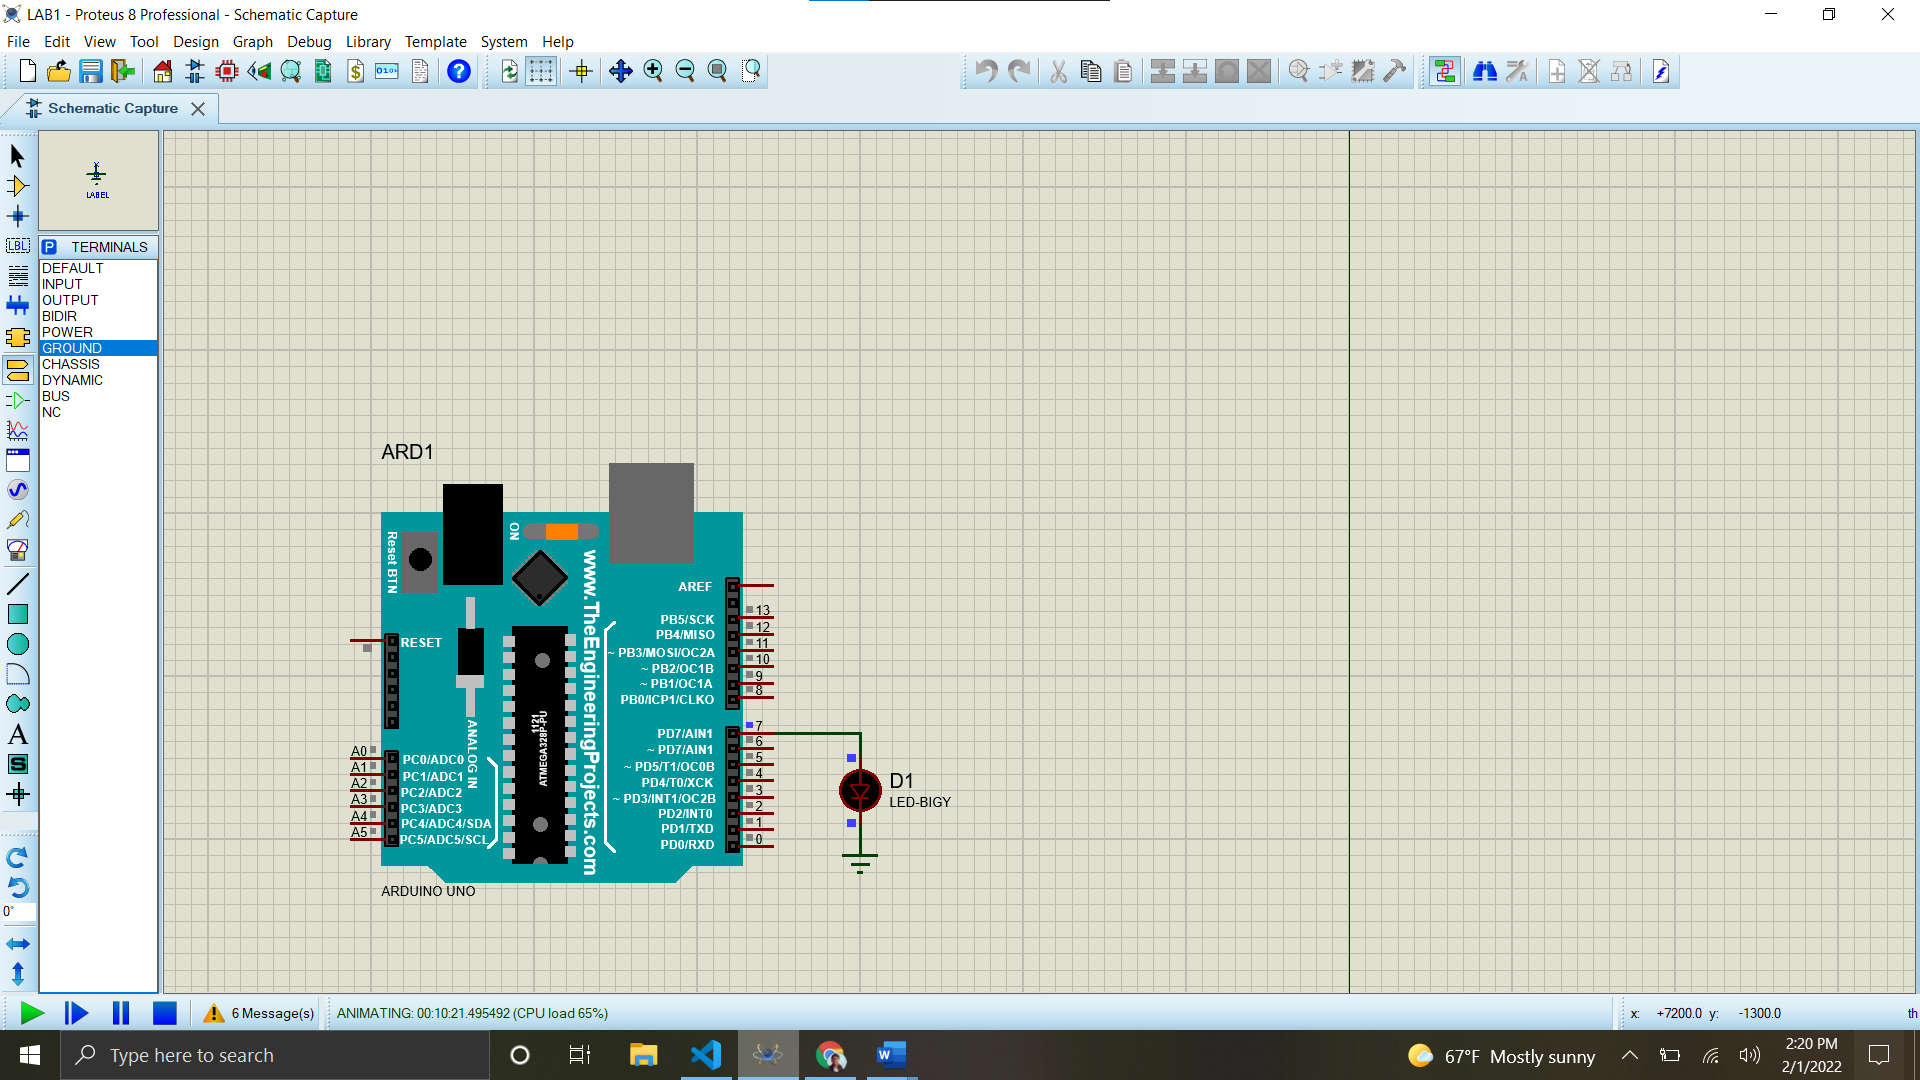 LAB1 - Proteus 8 Professional - Schematic Capture
File Edit View Tool Design Graph Debug Library Template System Help
Schematic Capture
LABEL
LBL
P TERMINALS
DEFAULT
INPUT
OUTPUT
BIDIR
POWER
GROUND
CHASSIS
DYNAMIC
BUS
NC
A
S
0°
ARD1
Reset BTN
ON
www.TheEngineeringProjects.com
RESET
ANALOG IN
1121
ATMEGA328P-PU
A0 PC0/ADC0
A1 PC1/ADC1
A2 PC2/ADC2
A3 PC3/ADC3
A4 PC4/ADC4/SDA
A5 PC5/ADC5/SCL
AREF
PB5/SCK 13
PB4/MISO 12
~ PB3/MOSI/OC2A 11
~ PB2/OC1B 10
~ PB1/OC1A 9
PB0/ICP1/CLKO 8
PD7/AIN1 7
~ PD7/AIN1 6
~ PD5/T1/OC0B 5
PD4/T0/XCK 4
~ PD3/INT1/OC2B 3
PD2/INT0 2
PD1/TXD 1
PD0/RXD 0
ARDUINO UNO
D1
LED-BIGY
6 Message(s)
ANIMATING: 00:10:21.495492 (CPU load 65%)
x: +7200.0 y: -1300.0 th
Type here to search
67°F Mostly sunny
2:20 PM
2/1/2022